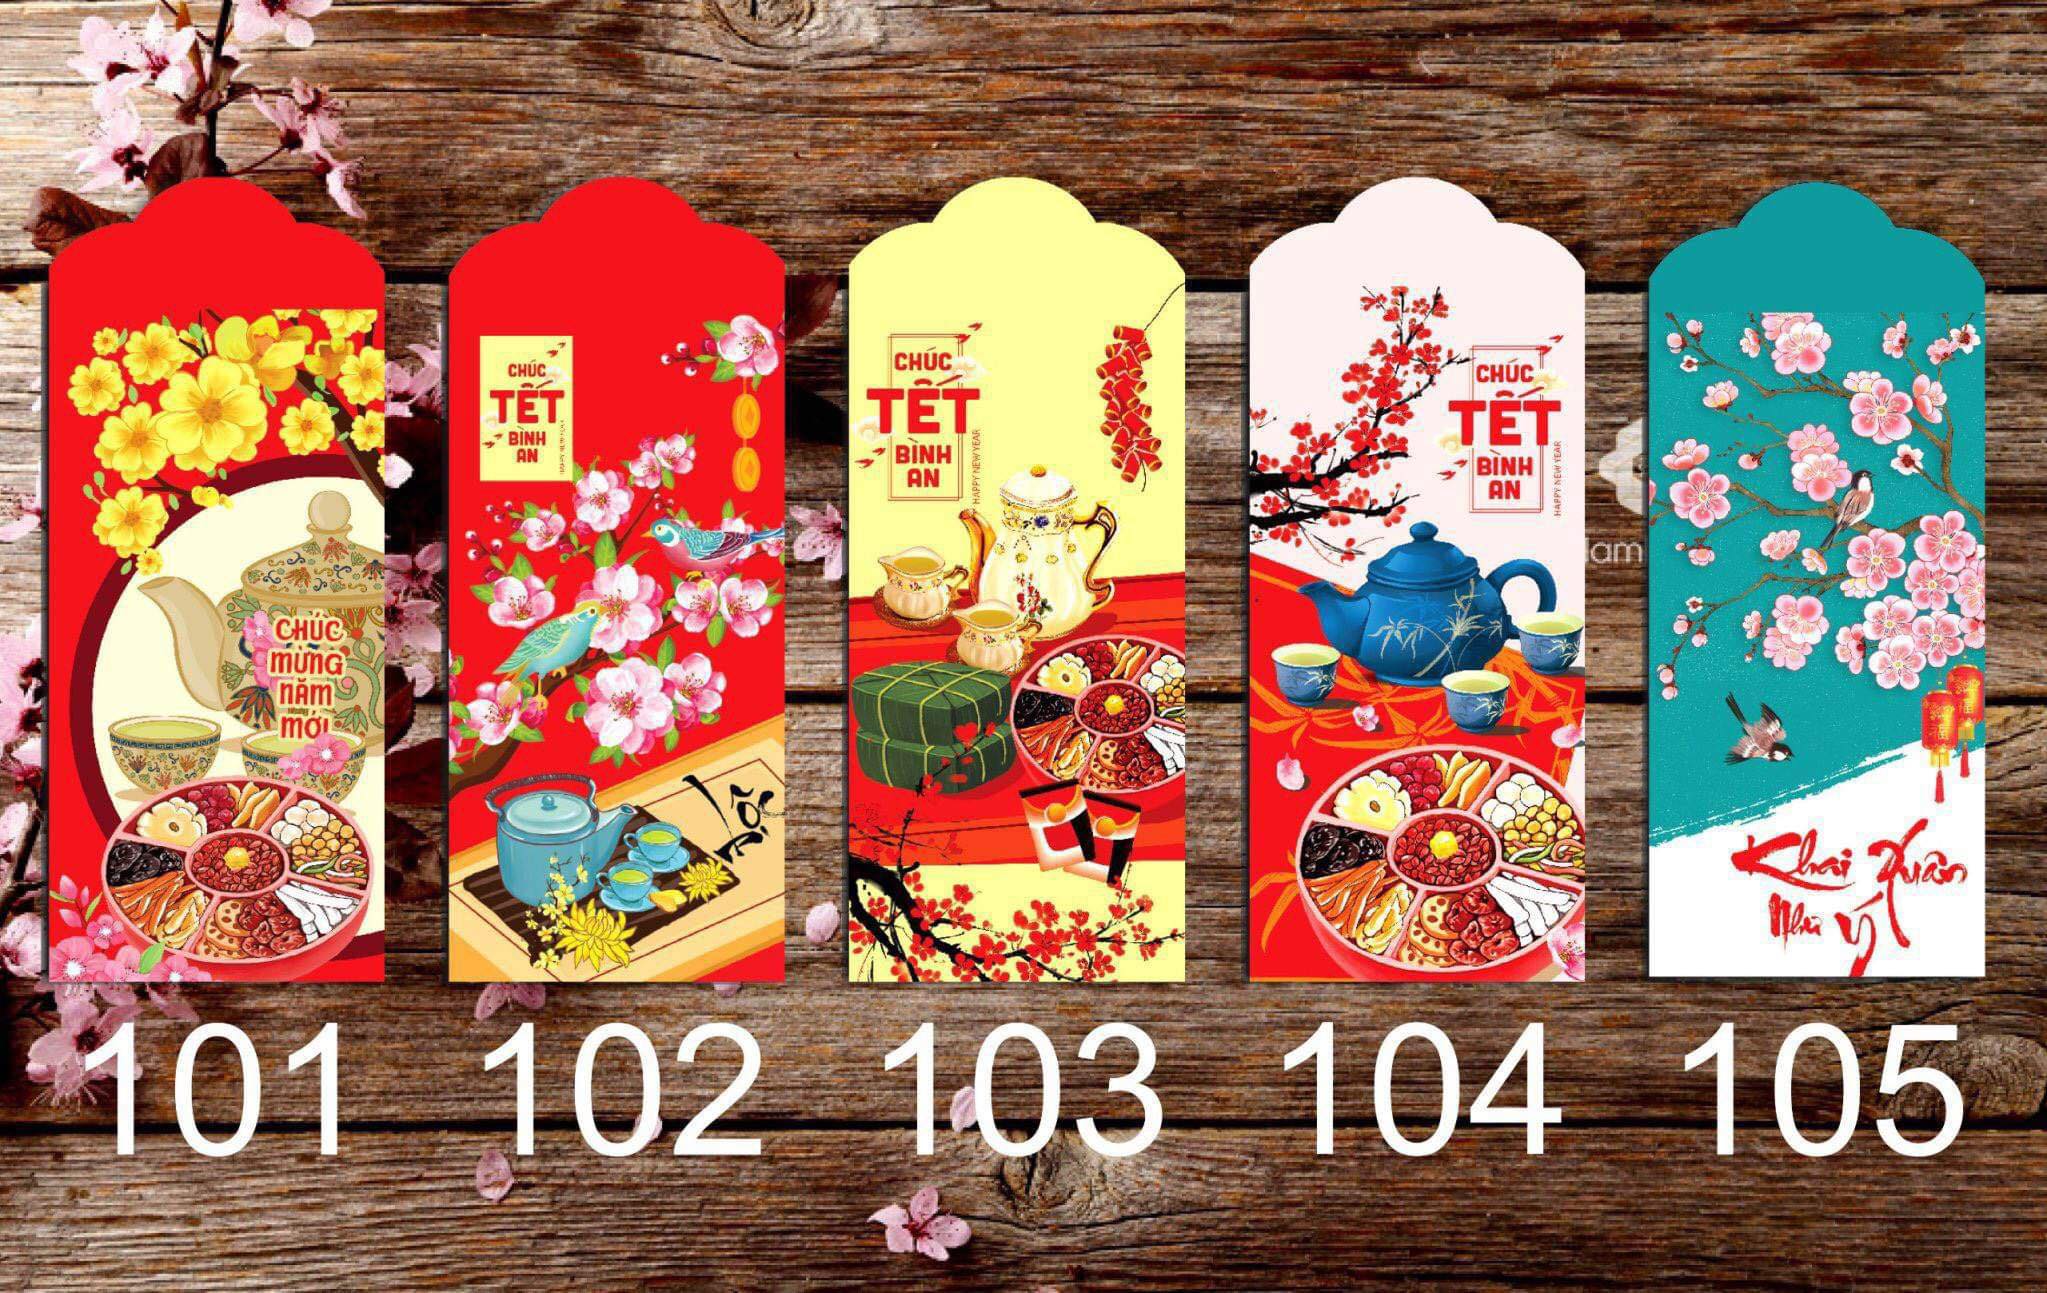 CHÚC
MỪNG
NĂM
MỚI
CHÚC
TẾT
BÌNH
AN
HAPPY NEW YEAR
LỘC
CHÚC
TẾT
BÌNH
AN
HAPPY NEW YEAR
CHÚC
TẾT
BÌNH
AN
HAPPY NEW YEAR
Khai Xuân
Như Ý
101 102 103 104 105